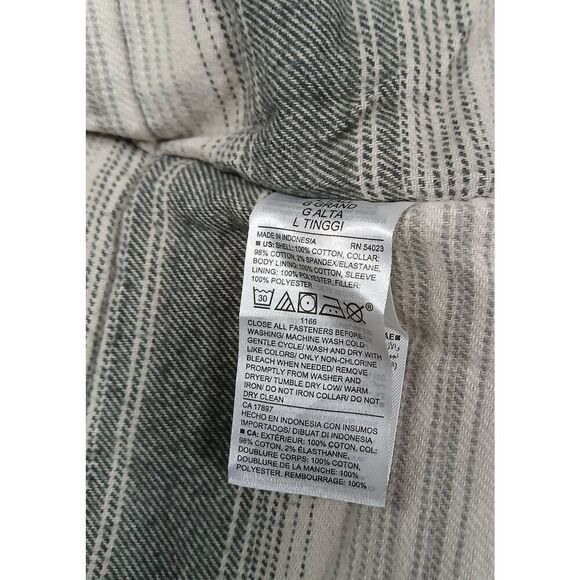 G GRAND
G ALTA
L TINGGI
MADE IN INDONESIA RN 54023
■ US: SHELL: 100% COTTON, COLLAR:
98% COTTON, 2% SPANDEX/ELASTANE,
BODY LINING: 100% COTTON, SLEEVE
LINING: 100% POLYESTER, FILLER:
100% POLYESTER
30 ®
1166
CLOSE ALL FASTENERS BEFORE
WASHING/ MACHINE WASH COLD
GENTLE CYCLE/ WASH AND DRY WITH
LIKE COLORS/ ONLY NON-CHLORINE
BLEACH WHEN NEEDED/ REMOVE
PROMPTLY FROM WASHER AND
DRYER/ TUMBLE DRY LOW/ WARM
IRON/ DO NOT IRON COLLAR/ DO NOT
DRY CLEAN
CA 17897
HECHO EN INDONESIA CON INSUMOS
IMPORTADOS/ DIBUAT DI INDONESIA
■ CA: EXTÉRIEUR: 100% COTON, COL:
98% COTON, 2% ÉLASTHANNE,
DOUBLURE CORPS: 100% COTON,
DOUBLURE DE LA MANCHE: 100%
POLYESTER, REMBOURRAGE: 100%
AE ■